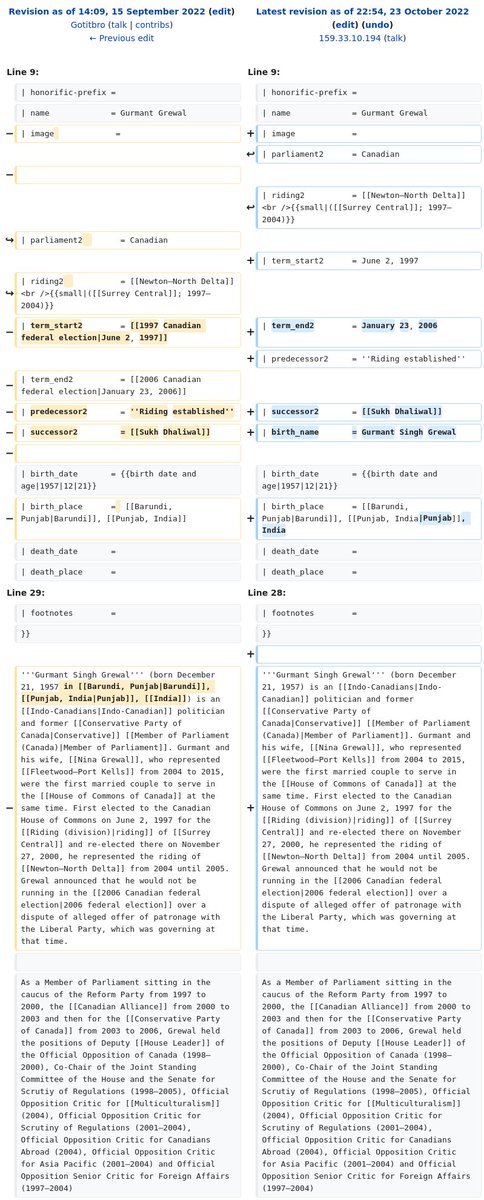 Revision as of 14:09, 15 September 2022 (edit)
Gotitbro (talk | contribs)
← Previous edit
Latest revision as of 22:54, 23 October 2022
(edit) (undo)
159.33.10.194 (talk)
Line 9:
Line 9:
| honorific-prefix =
| honorific-prefix =
| name = Gurmant Grewal
| name = Gurmant Grewal
− | image =
+ | image =
↩ | parliament2 = Canadian
−
↩ | riding2 = [[Newton—North Delta]]
<br />{{small|([[Surrey Central]]; 1997–
2004)}}
↪ | parliament2 = Canadian
+ | term_start2 = June 2, 1997
↪ | riding2 = [[Newton—North Delta]]
<br />{{small|([[Surrey Central]]; 1997–
2004)}}
− | term_start2 = [[1997 Canadian
federal election|June 2, 1997]]
+ | term_end2 = January 23, 2006
+ | predecessor2 = ''Riding established''
− | term_end2 = [[2006 Canadian
federal election|January 23, 2006]]
− | predecessor2 = ''Riding established''
+ | successor2 = [[Sukh Dhaliwal]]
− | successor2 = [[Sukh Dhaliwal]]
+ | birth_name = Gurmant Singh Grewal
−
| birth_date = {{birth date and
age|1957|12|21}}
| birth_date = {{birth date and
age|1957|12|21}}
− | birth_place = [[Barundi,
Punjab|Barundi]], [[Punjab, India]]
+ | birth_place = [[Barundi,
Punjab|Barundi]], [[Punjab, India|Punjab]],
India
| death_date =
| death_date =
| death_place =
| death_place =
Line 29:
Line 28:
| footnotes =
| footnotes =
}}
}}
+
− '''Gurmant Singh Grewal''' (born December
21, 1957 in [[Barundi, Punjab|Barundi]],
[[Punjab, India|Punjab]], [[India]]) is an
[[Indo-Canadians|Indo-Canadian]] politician
and former [[Conservative Party of
Canada|Conservative]] [[Member of Parliament
(Canada)|Member of Parliament]]. Gurmant and
his wife, [[Nina Grewal]], who represented
[[Fleetwood—Port Kells]] from 2004 to 2015,
were the first married couple to serve in
the [[House of Commons of Canada]] at the
same time. First elected to the Canadian
House of Commons on June 2, 1997 for the
[[Riding (division)|riding]] of [[Surrey
Central]] and re-elected there on November
27, 2000, he represented the riding of
[[Newton—North Delta]] from 2004 until 2005.
Grewal announced that he would not be
running in the [[2006 Canadian federal
election|2006 federal election]] over a
dispute of alleged offer of patronage with
the Liberal Party, which was governing at
that time.
+ '''Gurmant Singh Grewal''' (born December
21, 1957) is an [[Indo-Canadians|Indo-
Canadian]] politician and former
[[Conservative Party of
Canada|Conservative]] [[Member of Parliament
(Canada)|Member of Parliament]]. Gurmant and
his wife, [[Nina Grewal]], who represented
[[Fleetwood—Port Kells]] from 2004 to 2015,
were the first married couple to serve in
the [[House of Commons of Canada]] at the
same time. First elected to the Canadian
House of Commons on June 2, 1997 for the
[[Riding (division)|riding]] of [[Surrey
Central]] and re-elected there on November
27, 2000, he represented the riding of
[[Newton—North Delta]] from 2004 until 2005.
Grewal announced that he would not be
running in the [[2006 Canadian federal
election|2006 federal election]] over a
dispute of alleged offer of patronage with
the Liberal Party, which was governing at
that time.
As a Member of Parliament sitting in the
caucus of the Reform Party from 1997 to
2000, the [[Canadian Alliance]] from 2000 to
2003 and then for the [[Conservative Party
of Canada]] from 2003 to 2006, Grewal held
the positions of Deputy [[House Leader]] of
the Official Opposition of Canada (1998–
2000), Co-Chair of the Joint Standing
Committee of the House and the Senate for
Scrutiy of Regulations (1998–2005), Official
Opposition Critic for [[Multiculturalism]]
(2004), Official Opposition Critic for
Scrutiny of Regulations (2001–2004),
Official Opposition Critic for Canadians
Abroad (2004), Official Opposition Critic
for Asia Pacific (2001–2004) and Official
Opposition Senior Critic for Foreign Affairs
(1997–2004)
As a Member of Parliament sitting in the
caucus of the Reform Party from 1997 to
2000, the [[Canadian Alliance]] from 2000 to
2003 and then for the [[Conservative Party
of Canada]] from 2003 to 2006, Grewal held
the positions of Deputy [[House Leader]] of
the Official Opposition of Canada (1998–
2000), Co-Chair of the Joint Standing
Committee of the House and the Senate for
Scrutiy of Regulations (1998–2005), Official
Opposition Critic for [[Multiculturalism]]
(2004), Official Opposition Critic for
Scrutiny of Regulations (2001–2004),
Official Opposition Critic for Canadians
Abroad (2004), Official Opposition Critic
for Asia Pacific (2001–2004) and Official
Opposition Senior Critic for Foreign Affairs
(1997–2004)